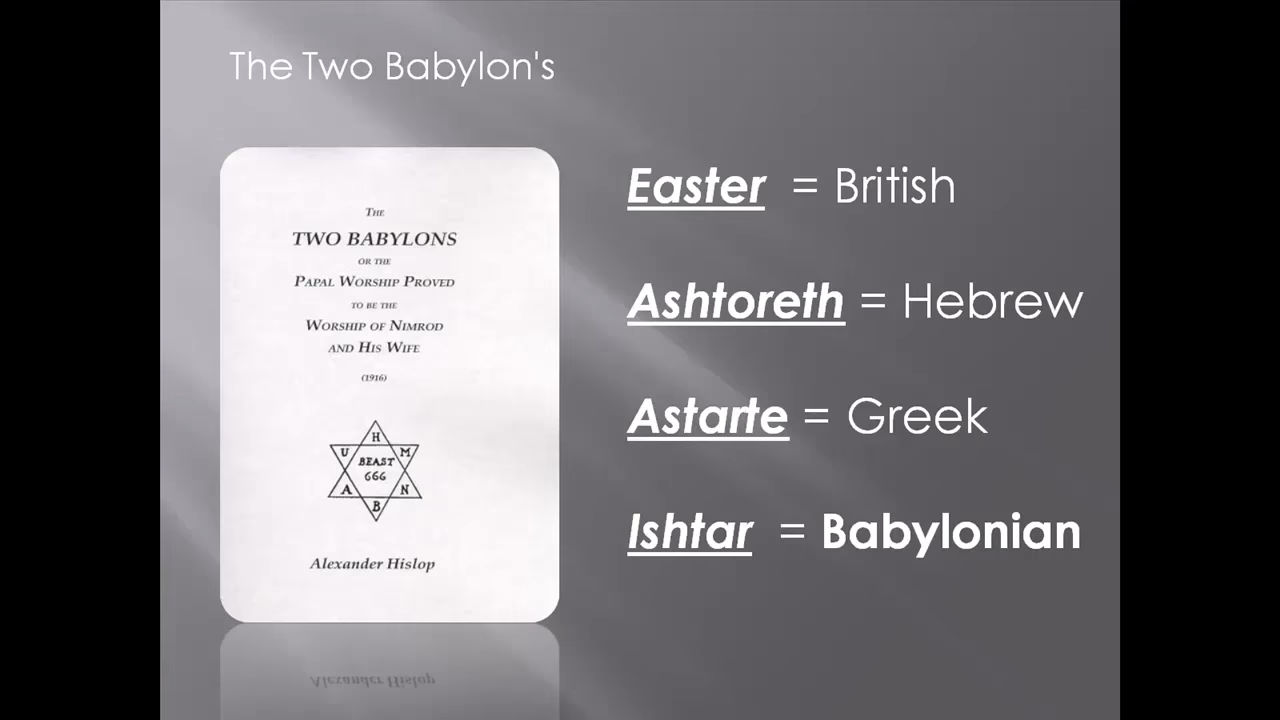 The Two Babylon's
THE
TWO BABYLONS
OR THE
PAPAL WORSHIP PROVED
TO BE THE
WORSHIP OF NIMROD
AND HIS WIFE
(1916)
H
U M
BEAST
666
A N
B
Alexander Hislop
Easter = British
Ashtoreth = Hebrew
Astarte = Greek
Ishtar = Babylonian